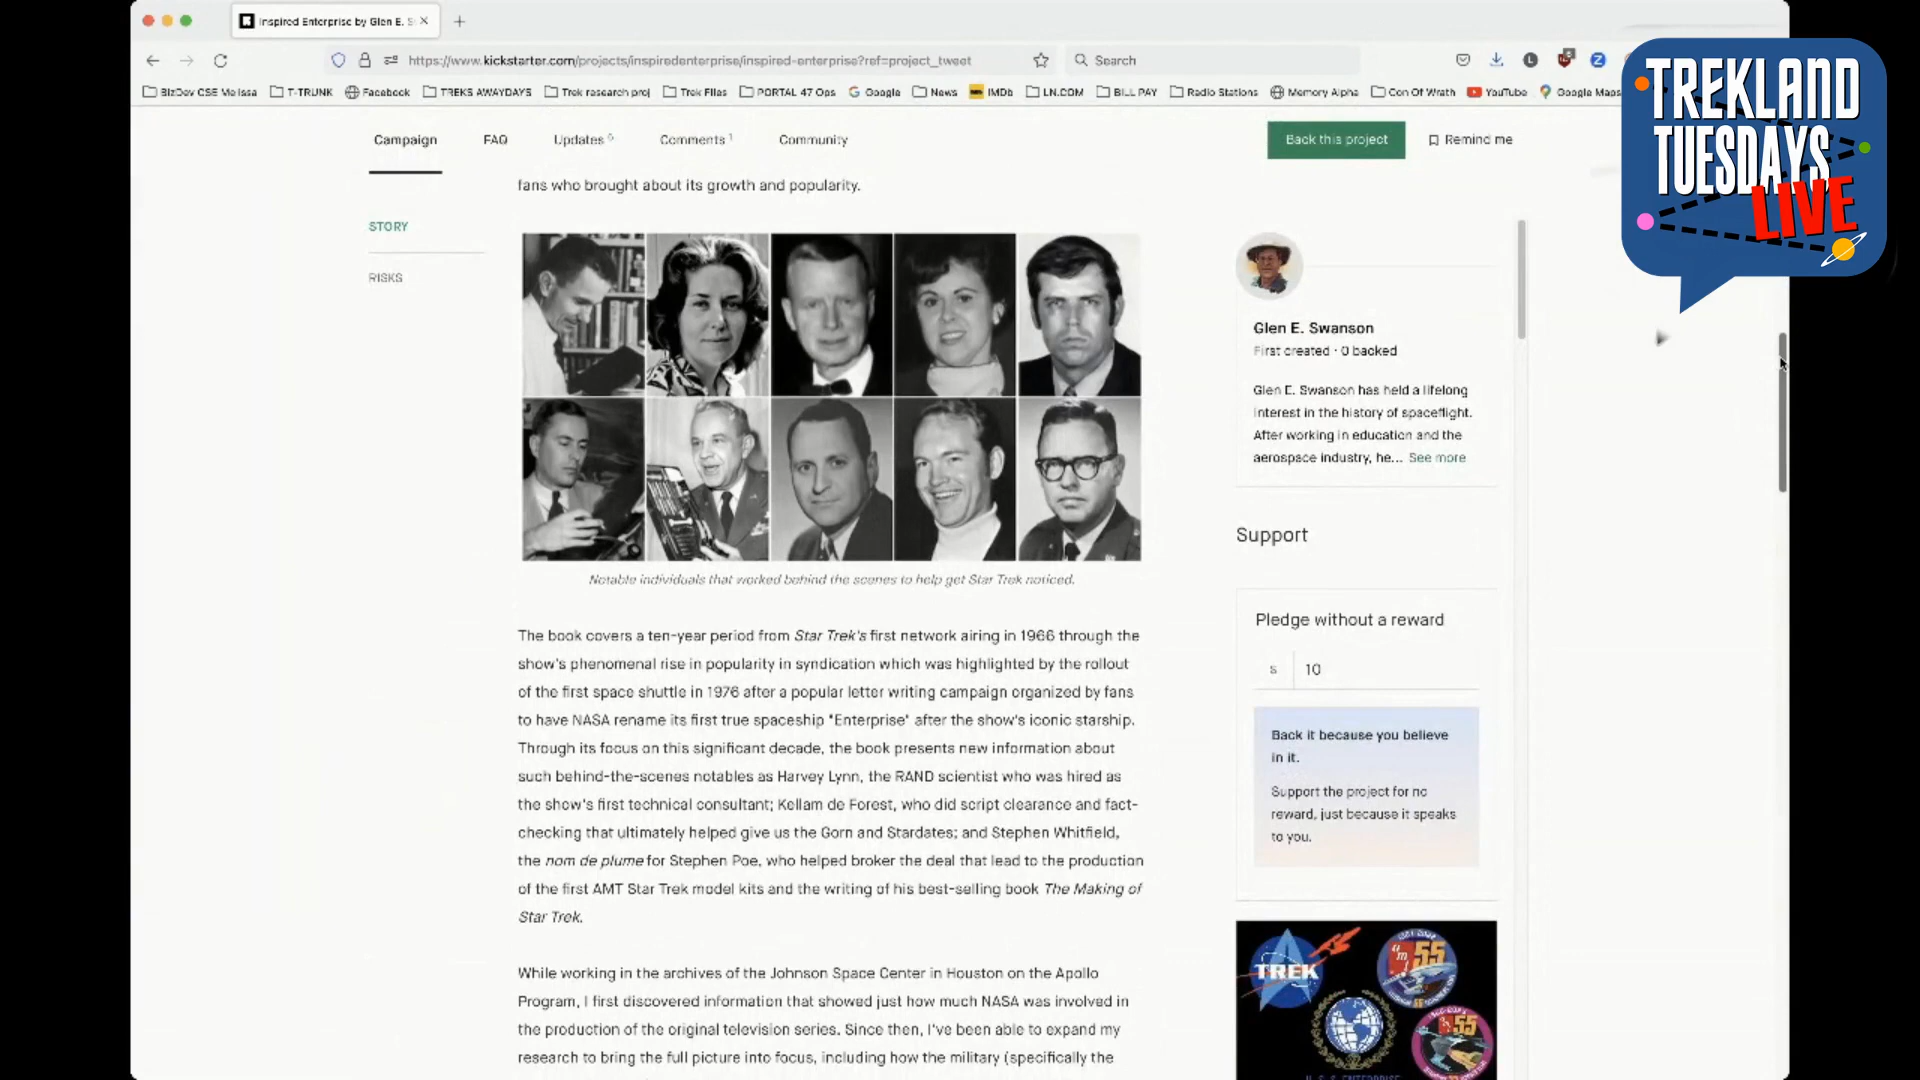 Inspired Enterprise by Glen E. S
https://www.kickstarter.com/projects/inspiredenterprise/inspired-enterprise?ref=project_tweet
Search
BizDev CSE Melissa
T-TRUNK
Facebook
TREKS AWAYDAYS
Trek research proj
Trek Files
PORTAL 47 Ops
Google
News
IMDb
LN.COM
BILL PAY
Radio Stations
Memory Alpha
Con Of Wrath
YouTube
Google Maps
TREKLAND
TUESDAYS
LIVE
Campaign
FAQ
Updates
Comments 1
Community
Back this project
Remind me
fans who brought about its growth and popularity.
STORY
RISKS
Notable individuals that worked behind the scenes to help get Star Trek noticed.
The book covers a ten-year period from Star Trek's first network airing in 1966 through the
show's phenomenal rise in popularity in syndication which was highlighted by the rollout
of the first space shuttle in 1976 after a popular letter writing campaign organized by fans
to have NASA rename its first true spaceship "Enterprise" after the show's iconic starship.
Through its focus on this significant decade, the book presents new information about
such behind-the-scenes notables as Harvey Lynn, the RAND scientist who was hired as
the show's first technical consultant; Kellam de Forest, who did script clearance and fact-
checking that ultimately helped give us the Gorn and Stardates; and Stephen Whitfield,
the nom de plume for Stephen Poe, who helped broker the deal that lead to the production
of the first AMT Star Trek model kits and the writing of his best-selling book The Making of
Star Trek.
While working in the archives of the Johnson Space Center in Houston on the Apollo
Program, I first discovered information that showed just how much NASA was involved in
the production of the original television series. Since then, I've been able to expand my
research to bring the full picture into focus, including how the military (specifically the
Glen E. Swanson
First created · 0 backed
Glen E. Swanson has held a lifelong
interest in the history of spaceflight.
After working in education and the
aerospace industry, he... See more
Support
Pledge without a reward
$ 10
Back it because you believe
in it.
Support the project for no
reward, just because it speaks
to you.
TREK
55
55
U.S.S. ENTERPRISE